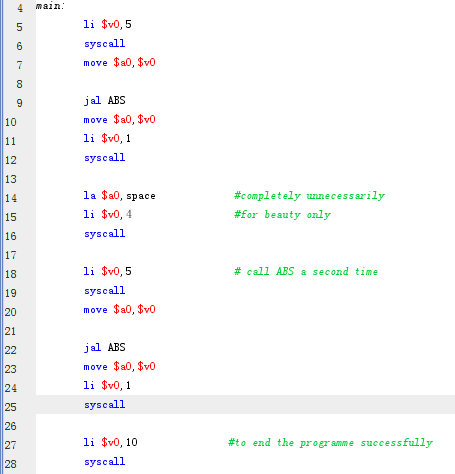 4 main:
5 li $v0,5
6 syscall
7 move $a0,$v0
8
9 jal ABS
10 move $a0,$v0
11 li $v0,1
12 syscall
13
14 la $a0,space #completely unnecessarily
15 li $v0,4 #for beauty only
16 syscall
17
18 li $v0,5 # call ABS a second time
19 syscall
20 move $a0,$v0
21
22 jal ABS
23 move $a0,$v0
24 li $v0,1
25 syscall
26
27 li $v0,10 #to end the programme successfully
28 syscall